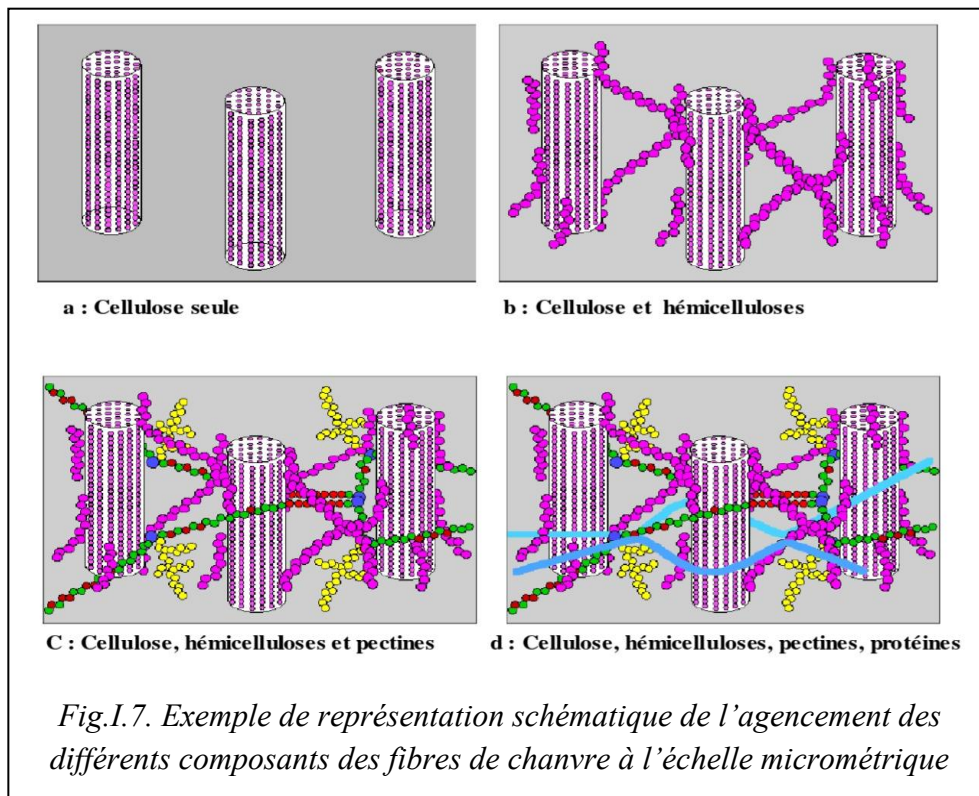 a : Cellulose seule
b : Cellulose et hémicelluloses
C : Cellulose, hémicelluloses et pectines
d : Cellulose, hémicelluloses, pectines, protéines
Fig.I.7. Exemple de représentation schématique de l’agencement des
différents composants des fibres de chanvre à l’échelle micrométrique